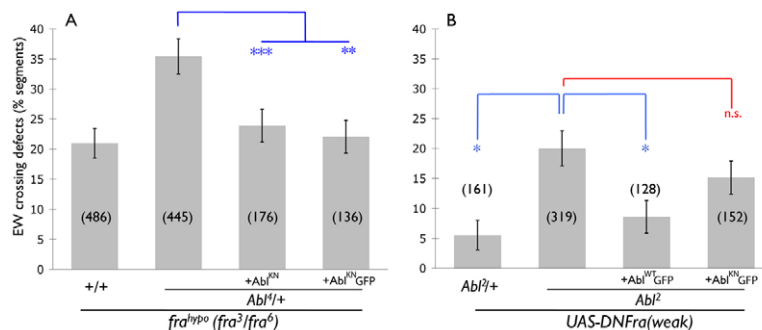 A
EW crossing defects (% segments)
40
35
30
25
20
15
10
5
0
*** **
(486) (445) (176) (136)
+/+ +Abl^KN +Abl^KN GFP
Abl^4/+
fra^hypo (fra^3/fra^6)
B
40
35
30
25
20
15
10
5
0
n.s.
* *
(161) (128)
(319) (152)
Abl^2/+ +Abl^WT GFP +Abl^KN GFP
Abl^2
UAS-DNFra(weak)